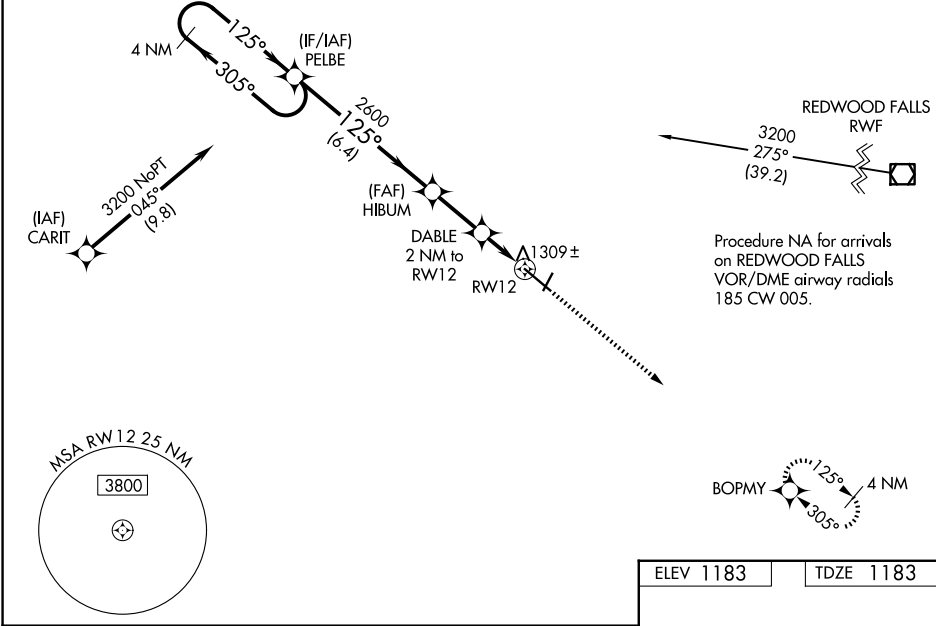 125°
4 NM
305°
(IF/IAF)
PELBE
2600
125°
(6.4)
3200 NoPT
045°
(9.8)
(IAF)
CARIT
(FAF)
HIBUM
DABLE
2 NM to
RW12
1309±
RW12
REDWOOD FALLS
RWF
3200
275°
(39.2)
Procedure NA for arrivals
on REDWOOD FALLS
VOR/DME airway radials
185 CW 005.
MSA RW12 25 NM
3800
BOPMY
125°
4 NM
305°
ELEV 1183
TDZE 1183